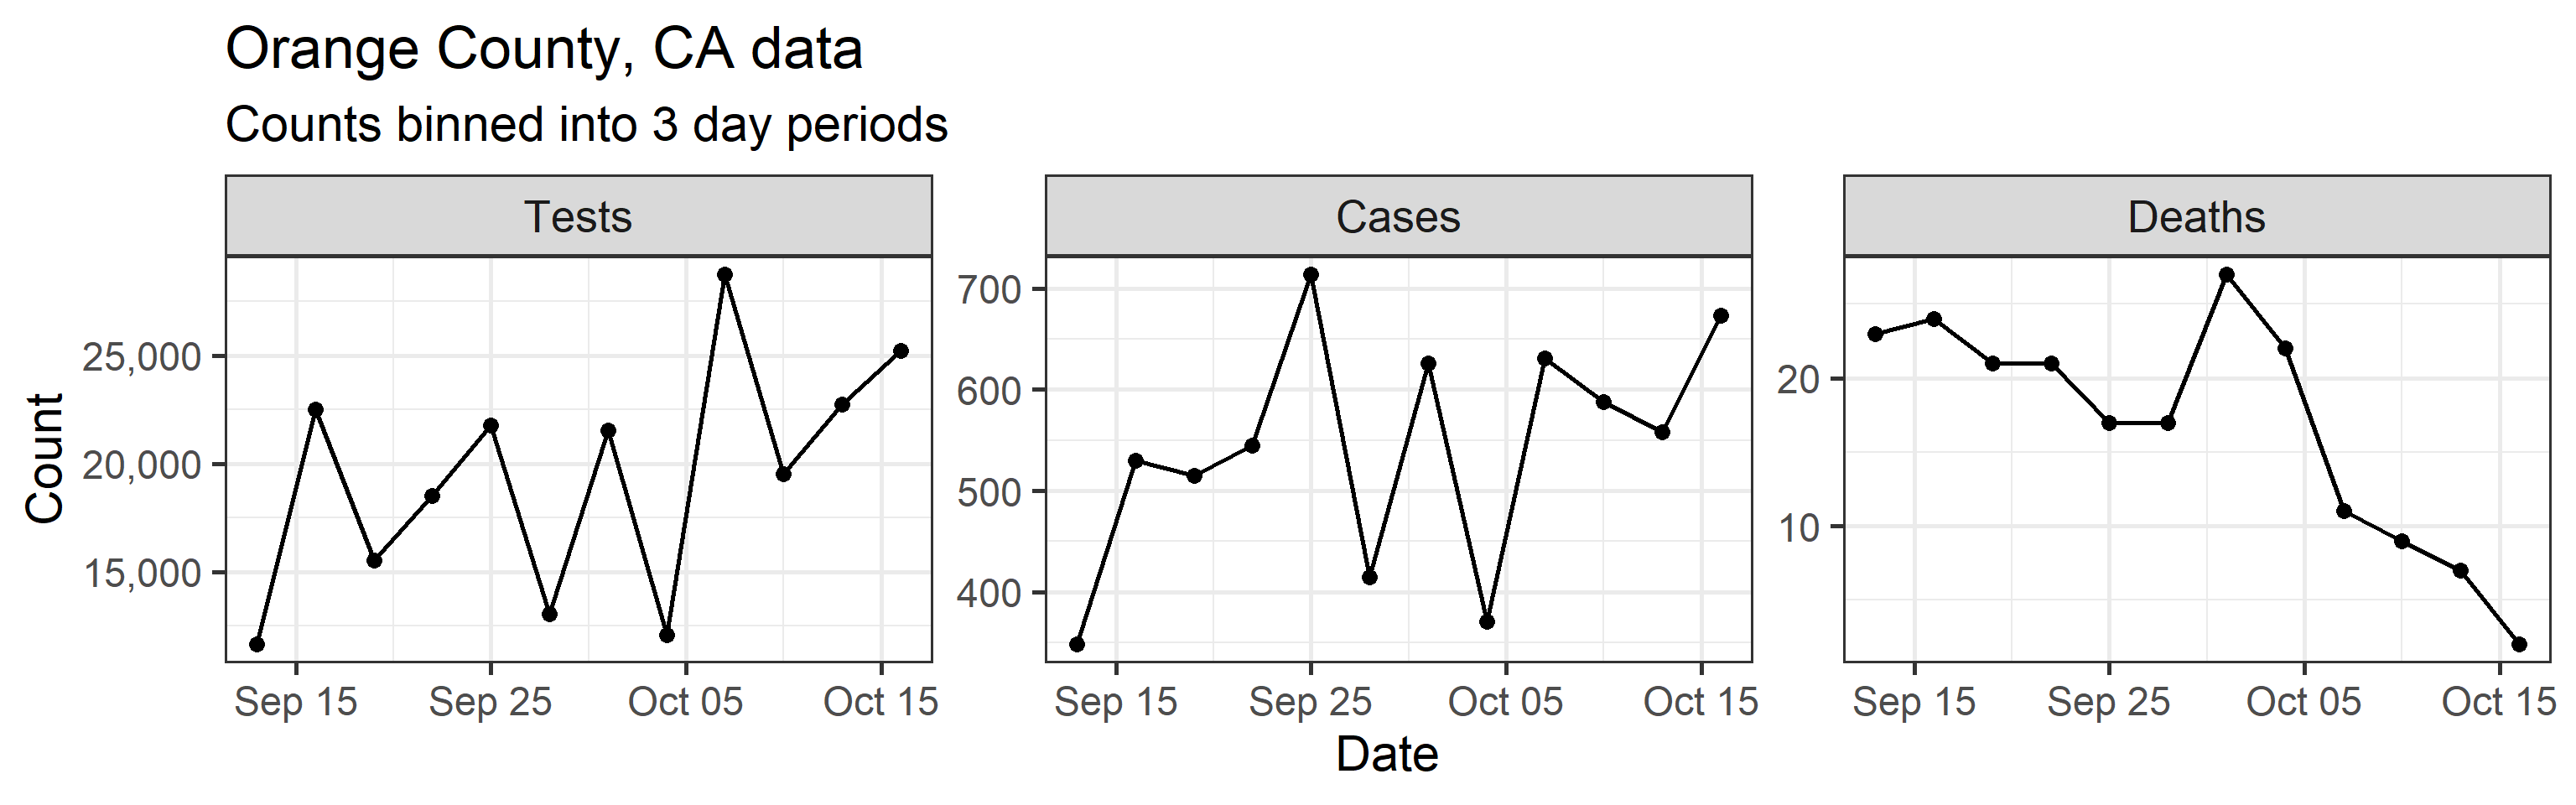 Orange County, CA data
Counts binned into 3 day periods
Tests
Cases
Deaths
Count
25,000
20,000
15,000
700
600
500
400
20
10
Sep 15 Sep 25 Oct 05 Oct 15
Sep 15 Sep 25 Oct 05 Oct 15
Sep 15 Sep 25 Oct 05 Oct 15
Date